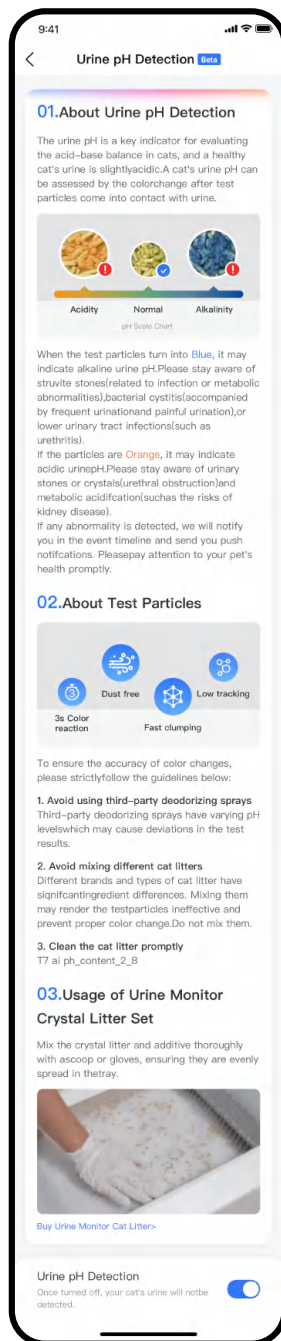 9:41
Urine pH Detection Beta
01.About Urine pH Detection
The urine pH is a key indicator for evaluating
the acid-base balance in cats, and a healthy
cat's urine is slightlyacidic.A cat's urine pH can
be assessed by the colorchange after test
particles come into contact with urine.
Acidity Normal Alkalinity
pH Scale Chart
When the test particles turn into Blue, it may
indicate alkaline urine pH.Please stay aware of
struvite stones(related to infection or metabolic
abnormalities),bacterial cystitis(accompanied
by frequent urinationand painful urination),or
lower urinary tract infections(such as
urethritis).
If the particles are Orange, it may indicate
acidic urinepH.Please stay aware of urinary
stones or crystals(urethral obstruction)and
metabolic acidifcation(suchas the risks of
kidney disease).
If any abnormality is detected, we will notify
you in the event timeline and send you push
notifcations. Pleasepay attention to your pet's
health promptly.
02.About Test Particles
3
Dust free
Low tracking
3s Color
reaction
Fast clumping
To ensure the accuracy of color changes,
please strictlyfollow the guidelines below:
1. Avoid using third-party deodorizing sprays
Third-party deodorizing sprays have varying pH
levelswhich may cause deviations in the test
results.
2. Avoid mixing different cat litters
Different brands and types of cat litter have
siqnifcantingredient differences. Mixing them
may render the testparticles ineffective and
prevent proper color change.Do not mix them.
3. Clean the cat litter promptly
T7 ai ph_content_2_8
03.Usage of Urine Monitor
Crystal Litter Set
Mix the crystal litter and additive thoroughly
with ascoop or gloves, ensuring they are evenly
spread in thetray.
Buy Urine Monitor Cat Litter>
Urine pH Detection
Once turned off, your cat's urine will notbe
detected.